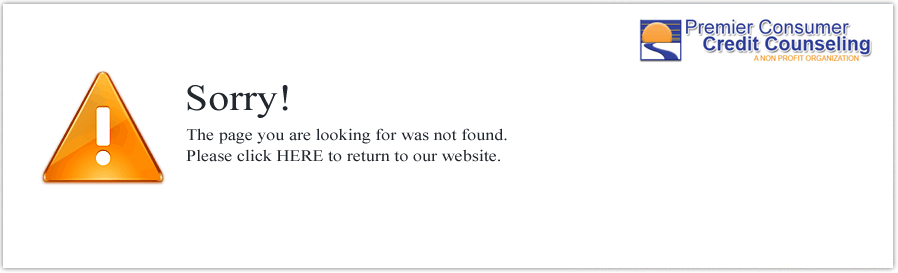 Premier Consumer
Credit Counseling
A NON PROFIT ORGANIZATION
Sorry!
The page you are looking for was not found.
Please click HERE to return to our website.